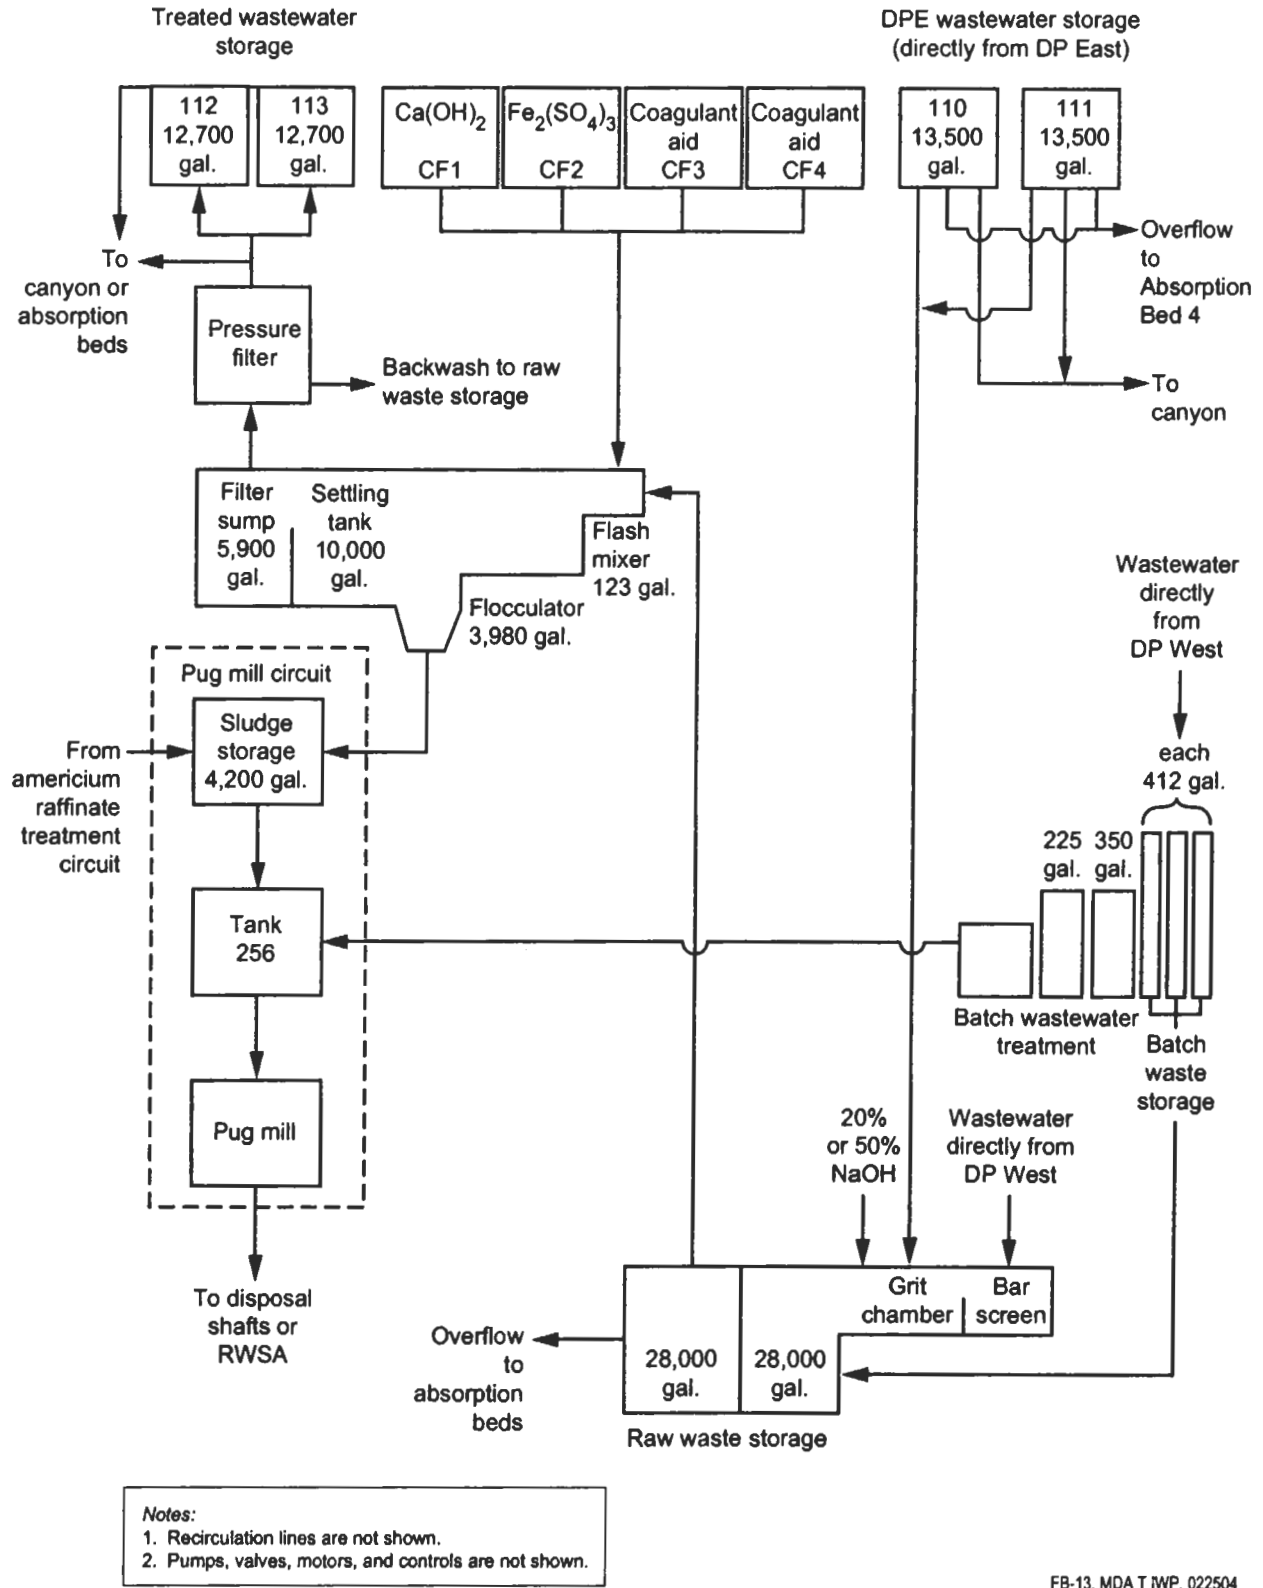 Treated wastewater
storage
DPE wastewater storage
(directly from DP East)
112
12,700
gal.
113
12,700
gal.
Ca(OH)2
CF1
Fe2(SO4)3
CF2
Coagulant
aid
CF3
Coagulant
aid
CF4
110
13,500
gal.
111
13,500
gal.
To
canyon or
absorption
beds
Overflow
to
Absorption
Bed 4
Pressure
filter
Backwash to raw
waste storage
To
canyon
Filter
sump
5,900
gal.
Settling
tank
10,000
gal.
Flash
mixer
123 gal.
Flocculator
3,980 gal.
Wastewater
directly
from
DP West
Pug mill circuit
Sludge
storage
4,200 gal.
From
americium
raffinate
treatment
circuit
each
412 gal.
225
gal.
350
gal.
Tank
256
Batch wastewater
treatment
Batch
waste
storage
Pug mill
20%
or 50%
NaOH
Wastewater
directly from
DP West
To disposal
shafts or
RWSA
Grit
chamber
Bar
screen
Overflow
to
absorption
beds
28,000
gal.
28,000
gal.
Raw waste storage
Notes:
1. Recirculation lines are not shown.
2. Pumps, valves, motors, and controls are not shown.
FB-13, MDA T IWP, 022504